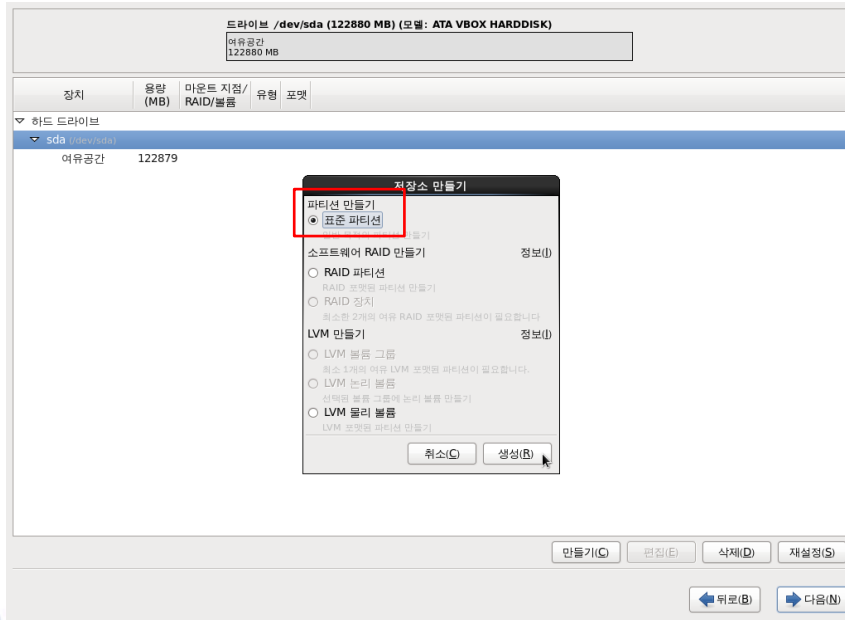 드라이브 /dev/sda (122880 MB) (모델: ATA VBOX HARDDISK)
여유공간
122880 MB
장치
용량
(MB)
마운트 지점/
RAID/볼륨
유형
포맷
하드 드라이브
sda (/dev/sda)
여유공간 122879
저장소 만들기
파티션 만들기
표준 파티션
만들기
소프트웨어 RAID 만들기 정보(I)
RAID 파티션
RAID 포맷된 파티션 만들기
RAID 장치
최소한 2개의 여유 RAID 포맷된 파티션이 필요합니다
LVM 만들기 정보(I)
LVM 볼륨 그룹
최소 1개의 여유 LVM 포맷된 파티션이 필요합니다.
LVM 논리 볼륨
선택된 볼륨 그룹에 논리 볼륨 만들기
LVM 물리 볼륨
LVM 포맷된 파티션 만들기
취소(C) 생성(R)
만들기(C) 편집(E) 삭제(D) 재설정(S)
뒤로(B) 다음(N)